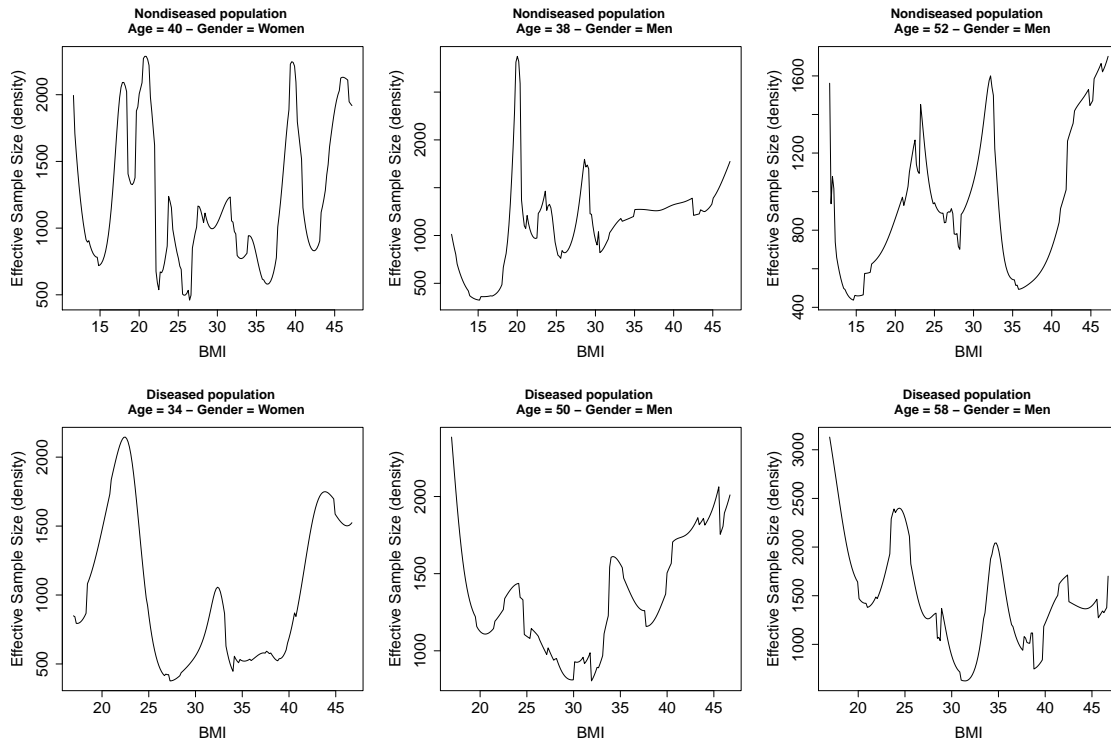 Nondiseased population
Age = 40 – Gender = Women
Effective Sample Size (density)
500 1000 1500 2000
15 20 25 30 35 40 45
BMI
Nondiseased population
Age = 38 – Gender = Men
Effective Sample Size (density)
500 1000 2000
15 20 25 30 35 40 45
BMI
Nondiseased population
Age = 52 – Gender = Men
Effective Sample Size (density)
400 800 1200 1600
15 20 25 30 35 40 45
BMI
Diseased population
Age = 34 – Gender = Women
Effective Sample Size (density)
500 1000 1500 2000
20 25 30 35 40 45
BMI
Diseased population
Age = 50 – Gender = Men
Effective Sample Size (density)
1000 1500 2000
20 25 30 35 40 45
BMI
Diseased population
Age = 58 – Gender = Men
Effective Sample Size (density)
1000 1500 2000 2500 3000
20 25 30 35 40 45
BMI